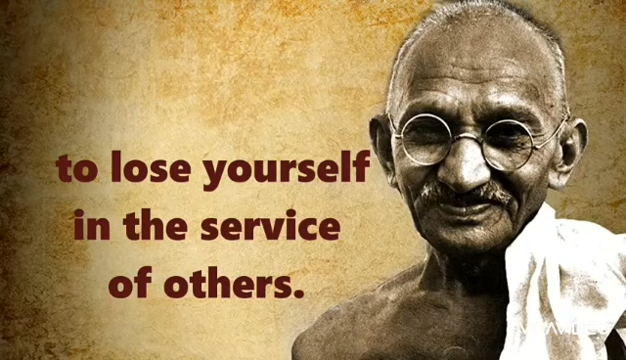 to lose yourself
in the service
of others.